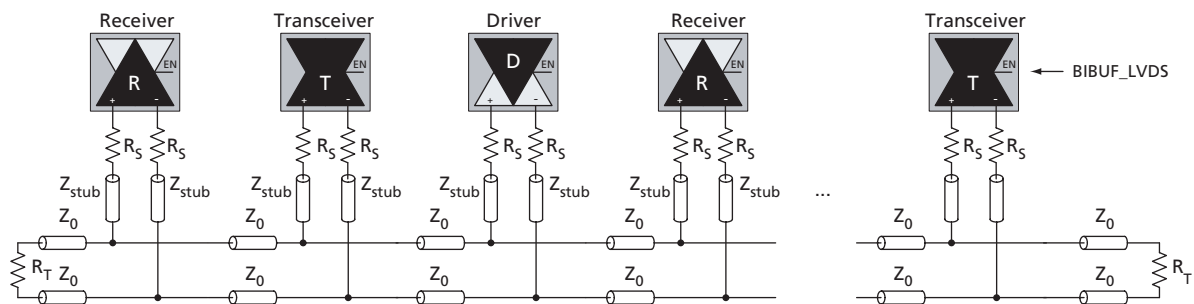 Receiver Transceiver Driver Receiver Transceiver
R EN T EN D EN R EN T EN BIBUF_LVDS
+ - + - + - + - + -
R_S R_S R_S R_S R_S R_S R_S R_S R_S R_S
Z_stub Z_stub Z_stub Z_stub Z_stub Z_stub Z_stub ...
Z_0 Z_0 Z_0 Z_0 Z_0 Z_0
R_T Z_0 Z_0 Z_0 Z_0 Z_0 Z_0 R_T